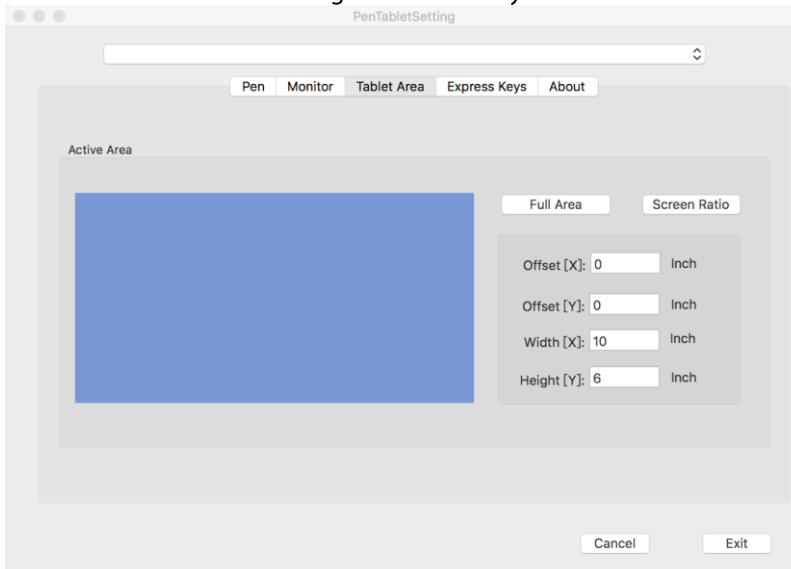 PenTabletSetting
Pen Monitor Tablet Area Express Keys About
Active Area
Full Area Screen Ratio
Offset [X]: 0 Inch
Offset [Y]: 0 Inch
Width [X]: 10 Inch
Height [Y]: 6 Inch
Cancel Exit